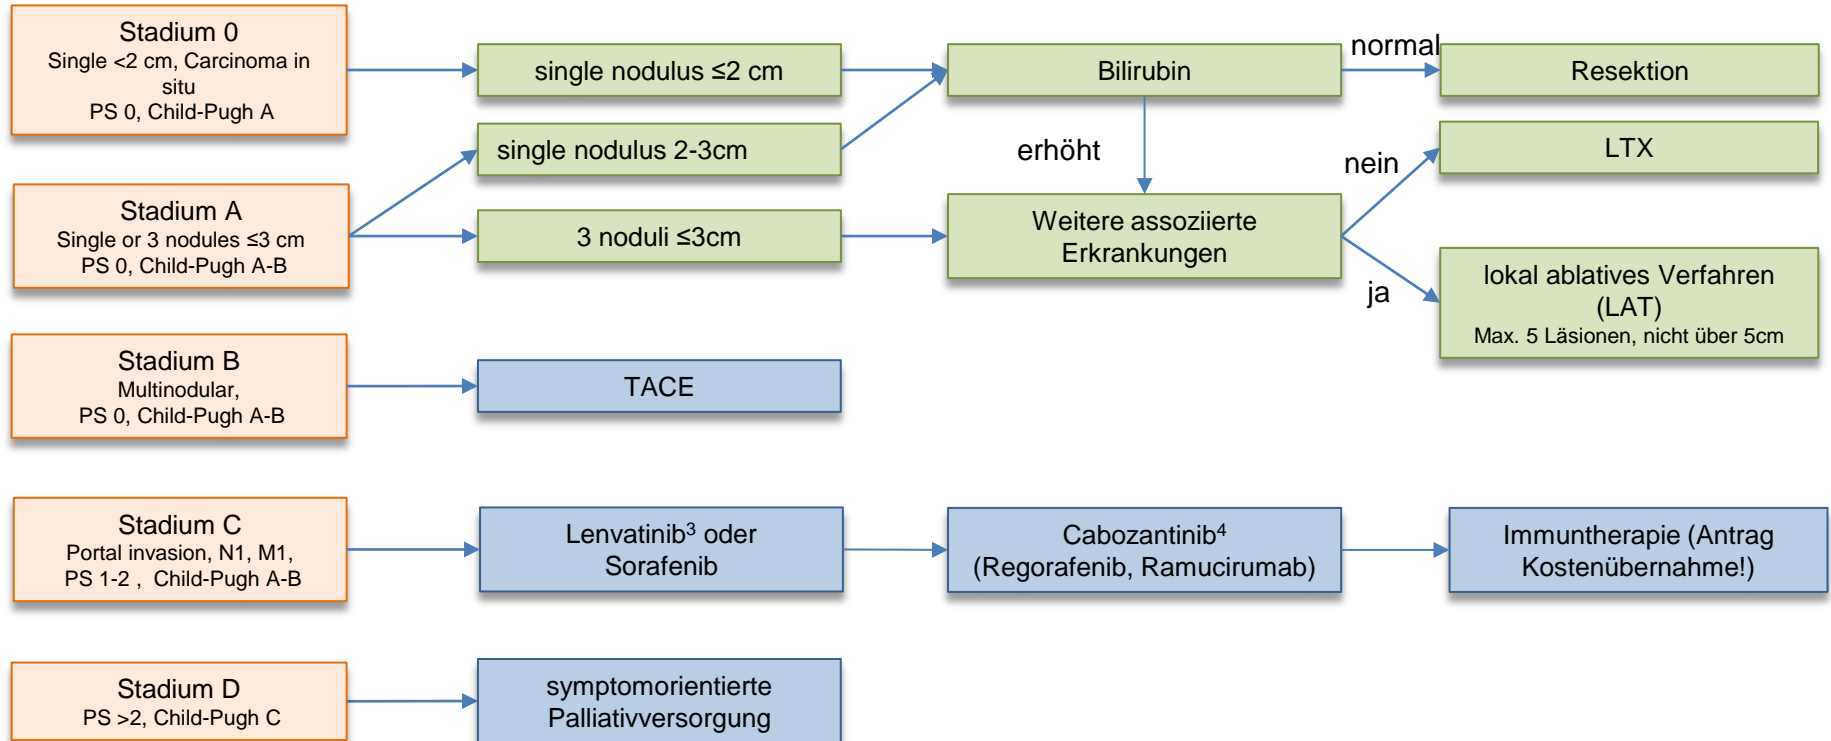 Stadium 0
Single <2 cm, Carcinoma in
situ
PS 0, Child-Pugh A
single nodulus ≤2 cm
Bilirubin
normal
Resektion
single nodulus 2-3cm
erhöht
nein
LTX
Stadium A
Single or 3 nodules ≤3 cm
PS 0, Child-Pugh A-B
3 noduli ≤3cm
Weitere assoziierte
Erkrankungen
ja
lokal ablatives Verfahren
(LAT)
Max. 5 Läsionen, nicht über 5cm
Stadium B
Multinodular,
PS 0, Child-Pugh A-B
TACE
Stadium C
Portal invasion, N1, M1,
PS 1-2 , Child-Pugh A-B
Lenvatinib³ oder
Sorafenib
Cabozantinib⁴
(Regorafenib, Ramucirumab)
Immuntherapie (Antrag
Kostenübernahme!)
Stadium D
PS >2, Child-Pugh C
symptomorientierte
Palliativversorgung